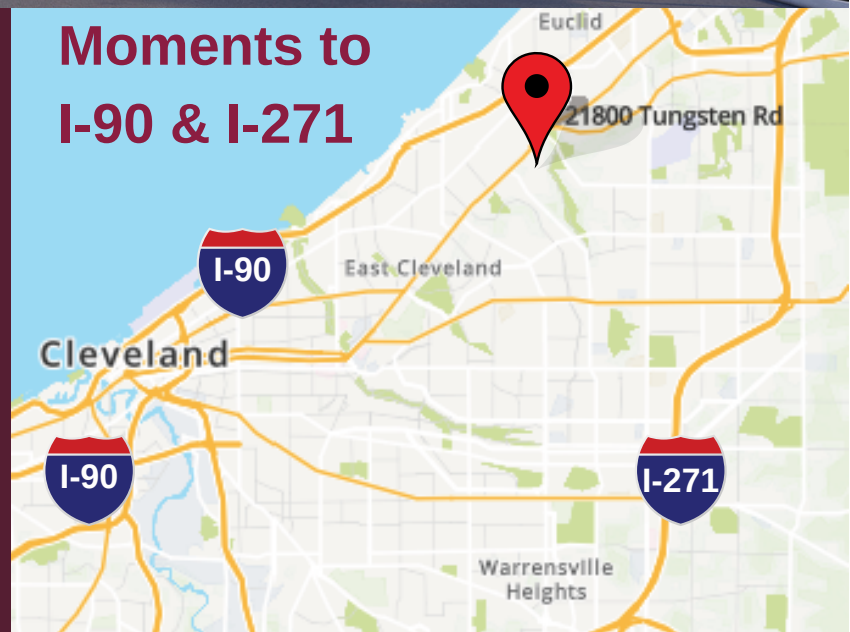 Moments to
I-90 & I-271
Euclid
21800 Tungsten Rd
I-90
East Cleveland
Cleveland
I-90
I-271
Warrensville
Heights